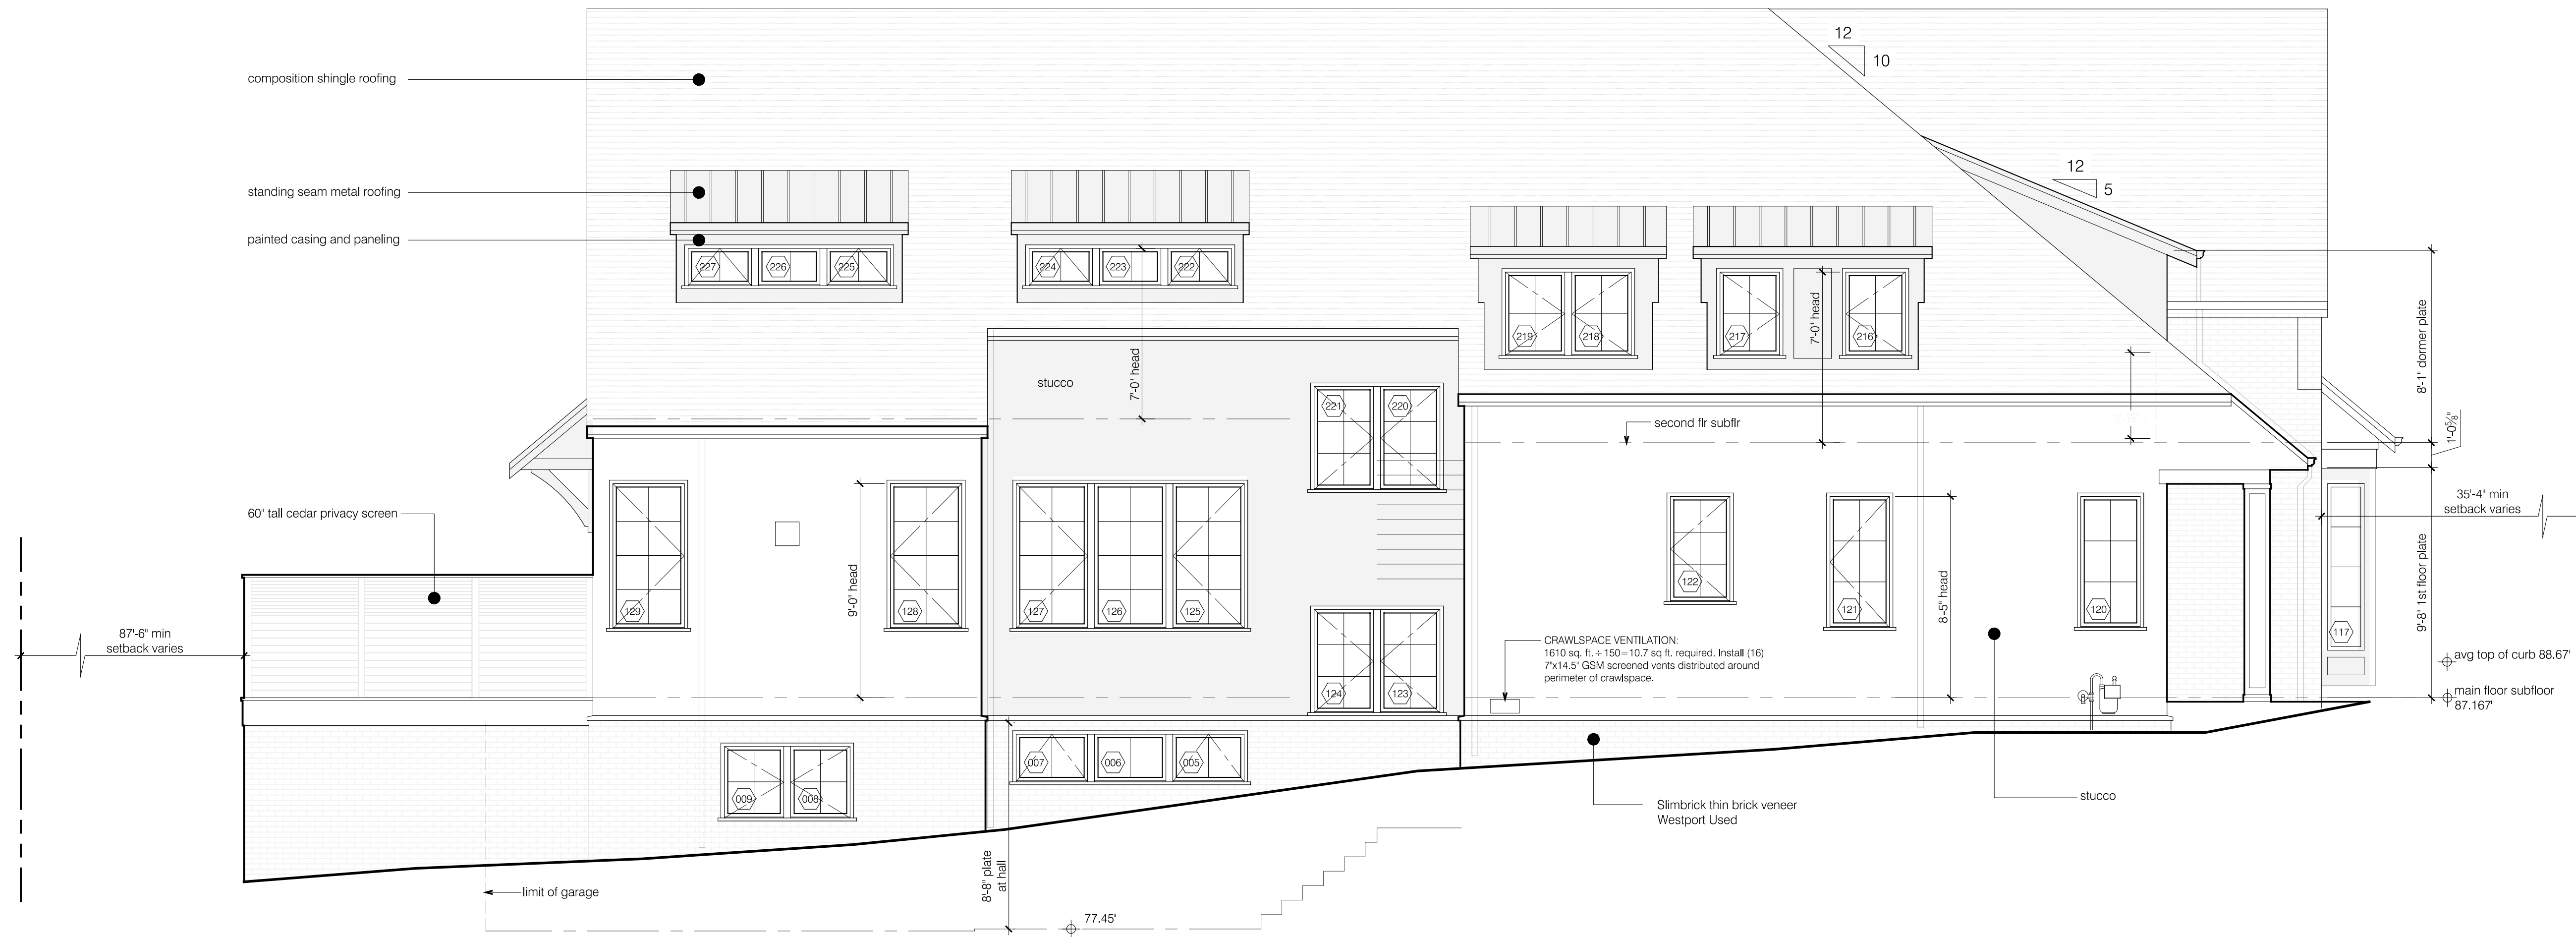 12
10
composition shingle roofing
12
5
standing seam metal roofing
painted casing and paneling
227
226
225
224
223
222
219
218
217
216
7'-0" head
7'-0" head
8'-1" dormer plate
stucco
221
220
second flr subflr
1'-0⅝"
60" tall cedar privacy screen
35'-4" min
setback varies
9'-0" head
8'-5" head
9'-8" 1st floor plate
129
128
127
126
125
122
121
120
117
87'-6" min
setback varies
CRAWLSPACE VENTILATION:
1610 sq. ft. ÷ 150=10.7 sq ft. required. Install (16)
7"x14.5" GSM screened vents distributed around
perimeter of crawlspace.
avg top of curb 88.67'
main floor subfloor
87.167'
124
123
007
006
005
009
008
Slimbrick thin brick veneer
Westport Used
stucco
8'-8" plate
at hall
limit of garage
77.45'